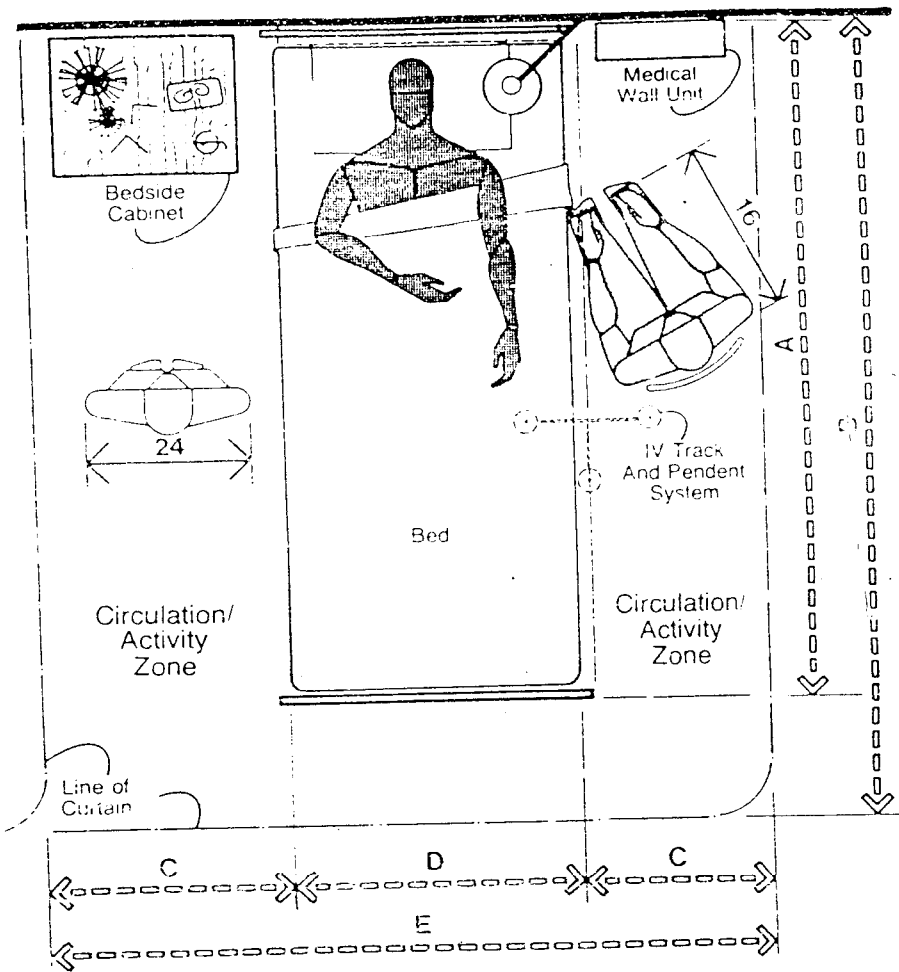 Medical
Wall Unit
Bedside
Cabinet
16
A
24
IV Track
And Pendent
System
Bed
Circulation/
Activity
Zone
Circulation/
Activity
Zone
Line of
Curtain
C
D
C
E